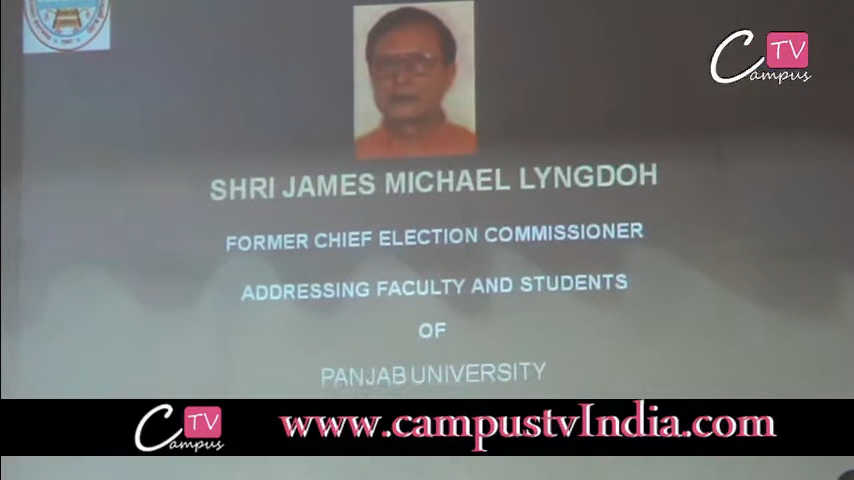 TV
Campus
SHRI JAMES MICHAEL LYNGDOH
FORMER CHIEF ELECTION COMMISSIONER
ADDRESSING FACULTY AND STUDENTS
OF
PANJAB UNIVERSITY
TV
Campus
www.campustvIndia.com